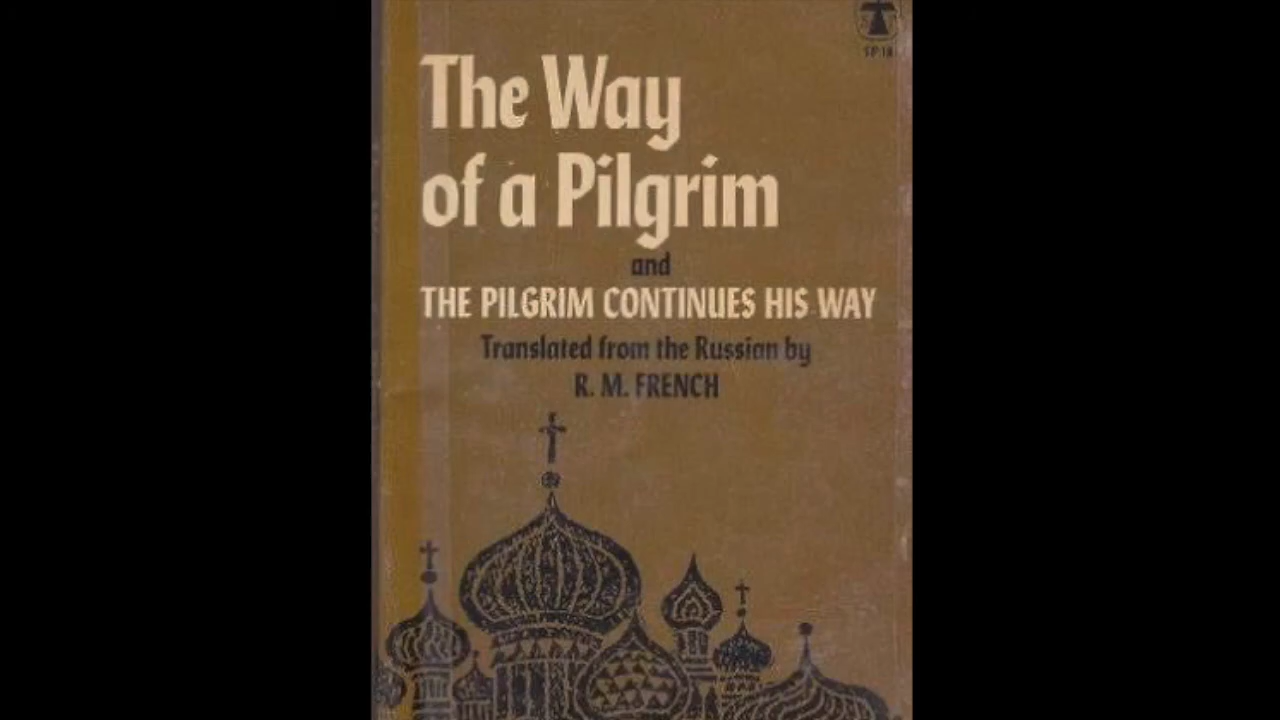 The Way
of a Pilgrim
and
THE PILGRIM CONTINUES HIS WAY
Translated from the Russian by
R. M. FRENCH